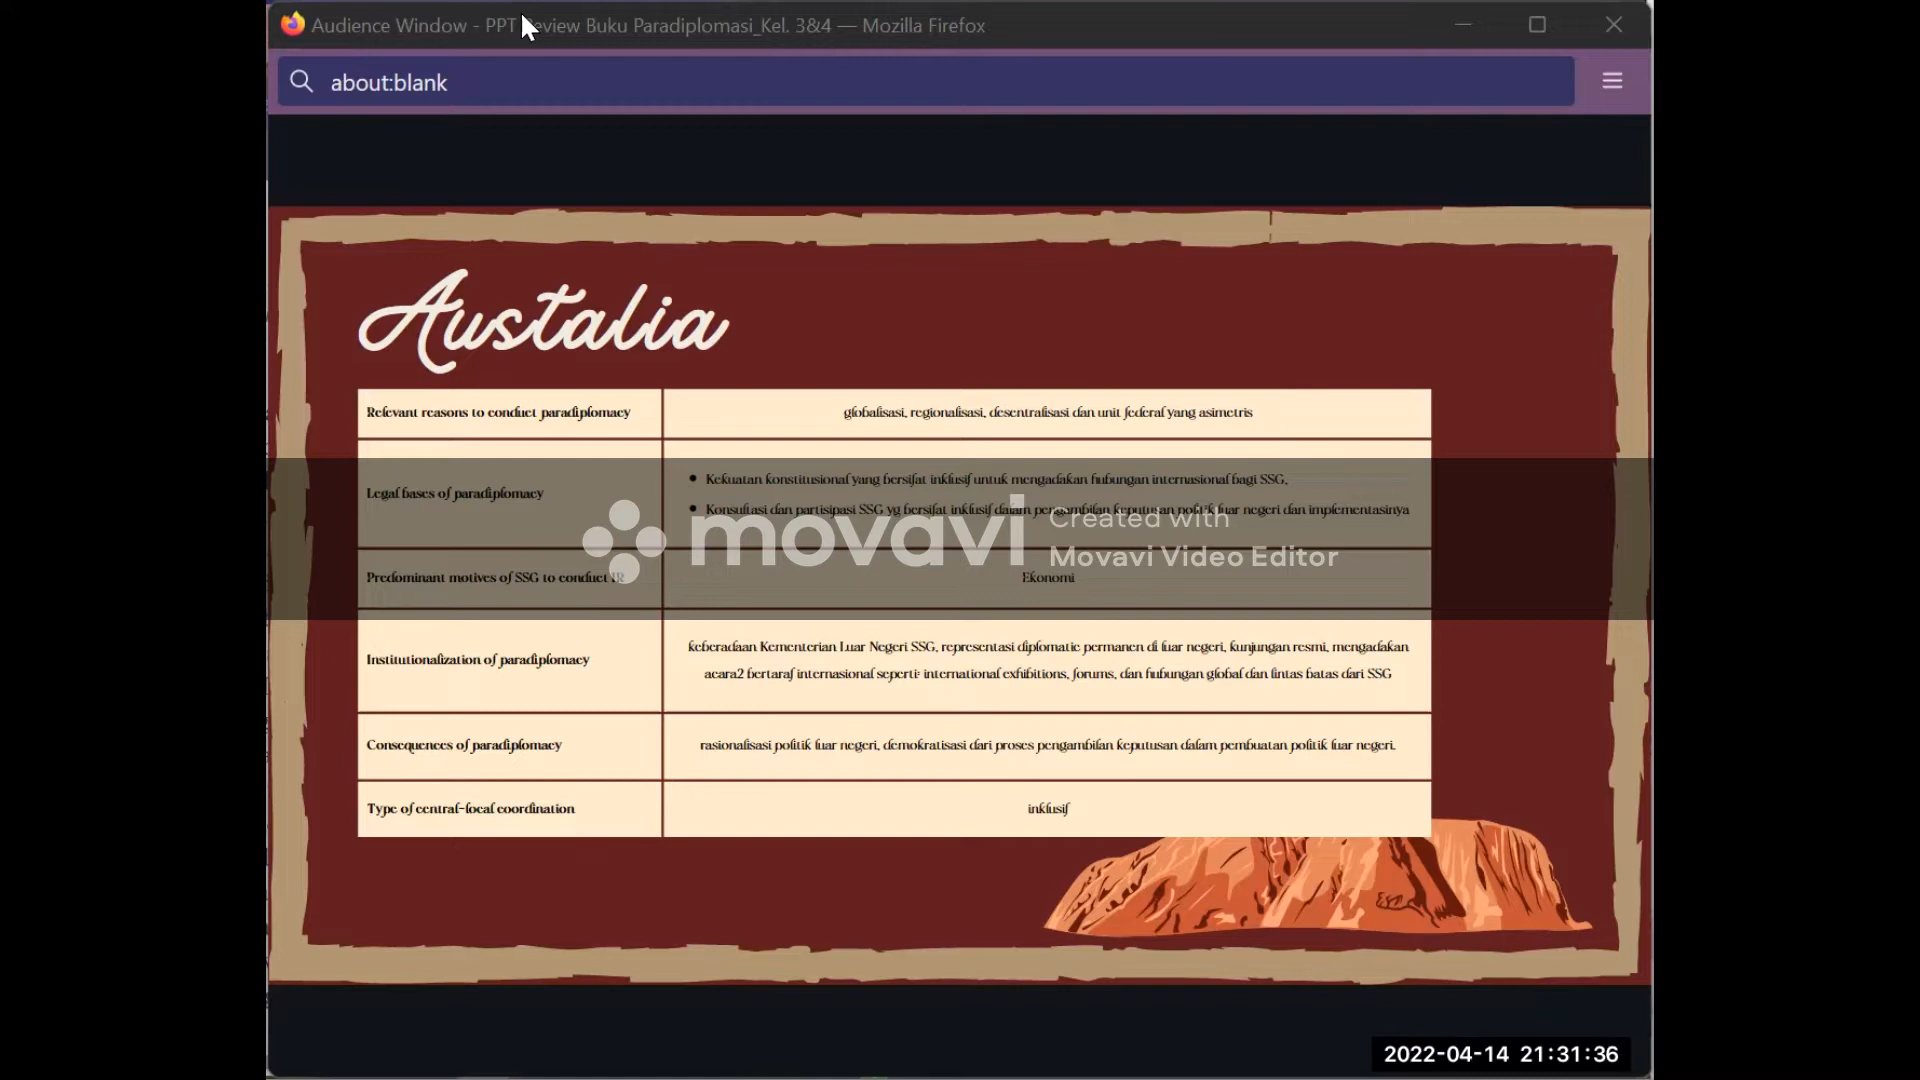 Audience Window - PPT Review Buku Paradiplomasi_Kel. 3&4 — Mozilla Firefox
about:blank
Austalia
Relevant reasons to conduct paradiplomacy
globalisasi, regionalisasi, desentralisasi dan unit federal yang asimetris
Legal bases of paradiplomacy
• Kekuatan konstitusional yang bersifat inklusif untuk mengadakan hubungan internasional bagi SSG,
• Konsultasi dan partisipasi SSG yg bersifat inklusif dalam pengambilan keputusan politik luar negeri dan implementasinya
movavi
Created with
Movavi Video Editor
Predominant motives of SSG to conduct IR
Ekonomi
Institutionalization of paradiplomacy
keberadaan Kementerian Luar Negeri SSG, representasi diplomatic permanen di luar negeri, kunjungan resmi, mengadakan
acara2 bertaraf internasional seperti: international exhibitions, forums, dan hubungan global dan lintas batas dari SSG
Consequences of paradiplomacy
rasionalisasi politik luar negeri, demokratisasi dari proses pengambilan keputusan dalam pembuatan politik luar negeri.
Type of central-local coordination
inklusif
2022-04-14 21:31:36